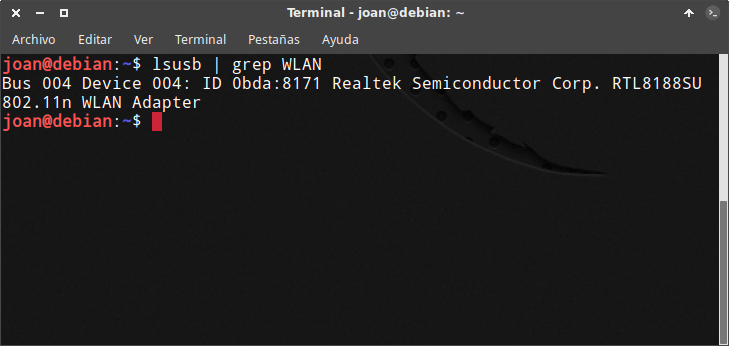 Terminal - joan@debian: ~
Archivo Editar Ver Terminal Pestañas Ayuda
joan@debian:~$ lsusb | grep WLAN
Bus 004 Device 004: ID 0bda:8171 Realtek Semiconductor Corp. RTL8188SU
802.11n WLAN Adapter
joan@debian:~$